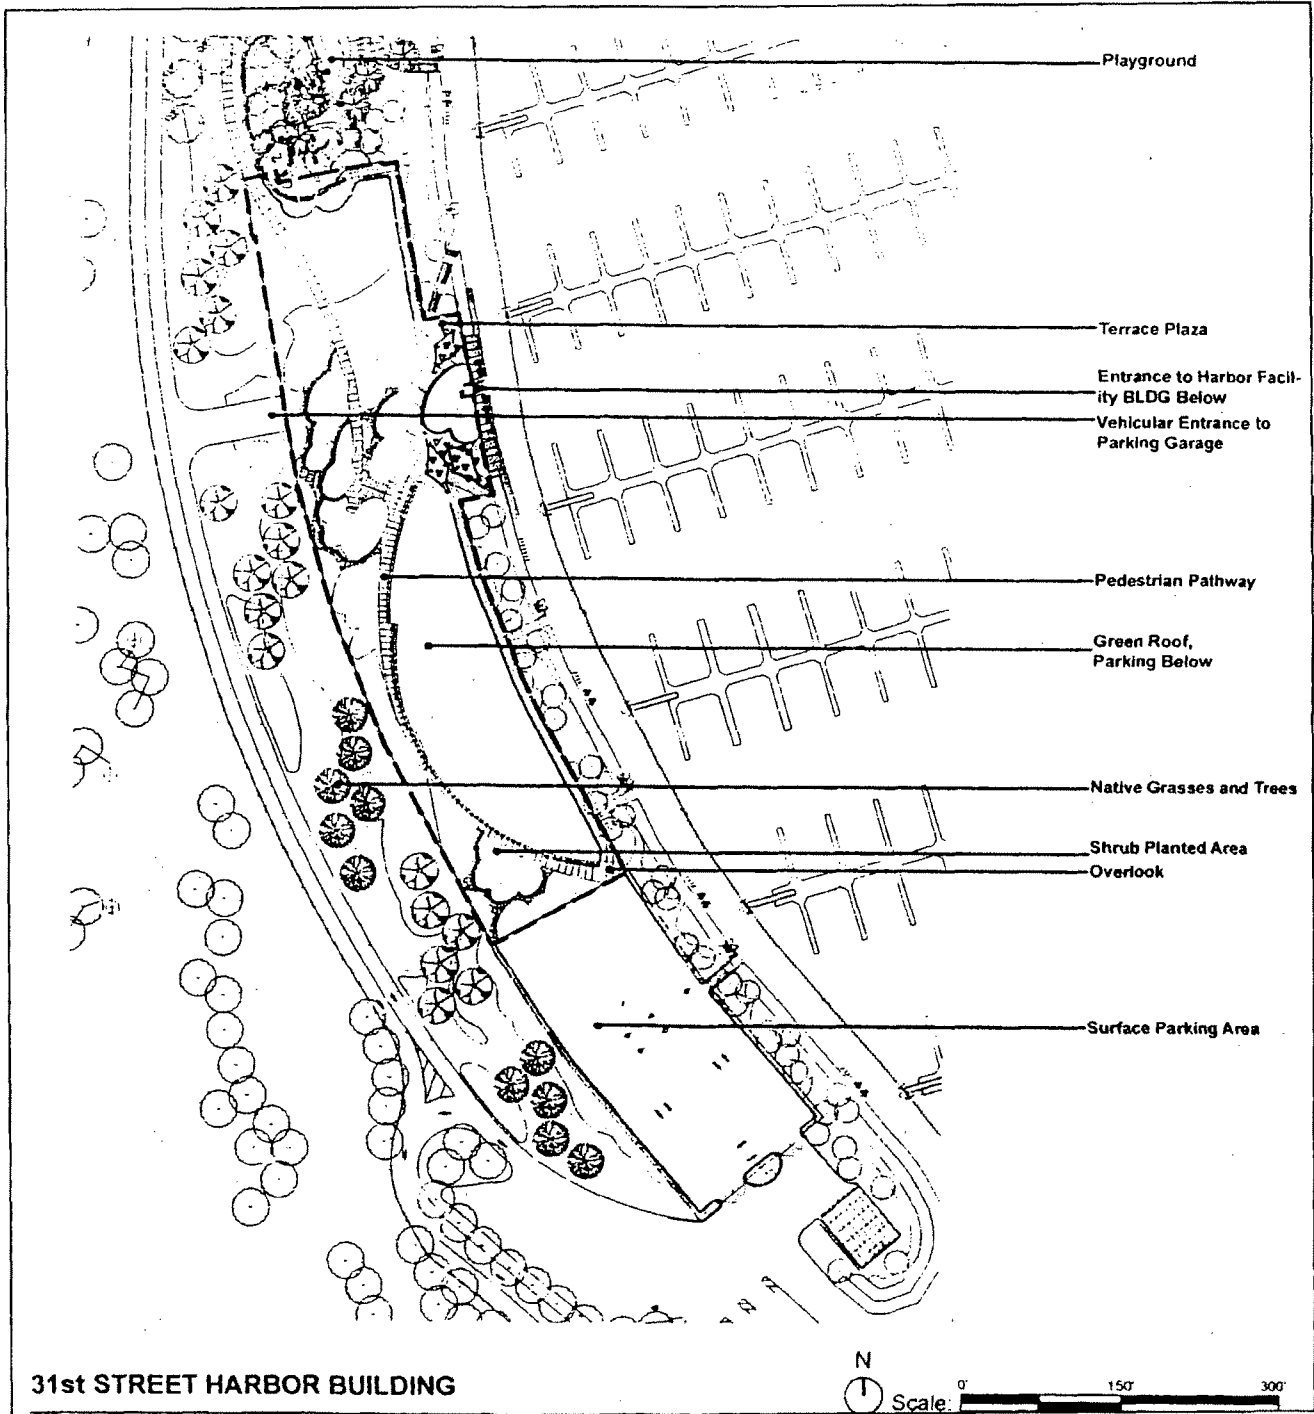 Playground
Terrace Plaza
Entrance to Harbor Facil-
ity BLDG Below
Vehicular Entrance to
Parking Garage
Pedestrian Pathway
Green Roof,
Parking Below
Native Grasses and Trees
Shrub Planted Area
Overlook
Surface Parking Area
31st STREET HARBOR BUILDING
N
Scale:
0' 150' 300'